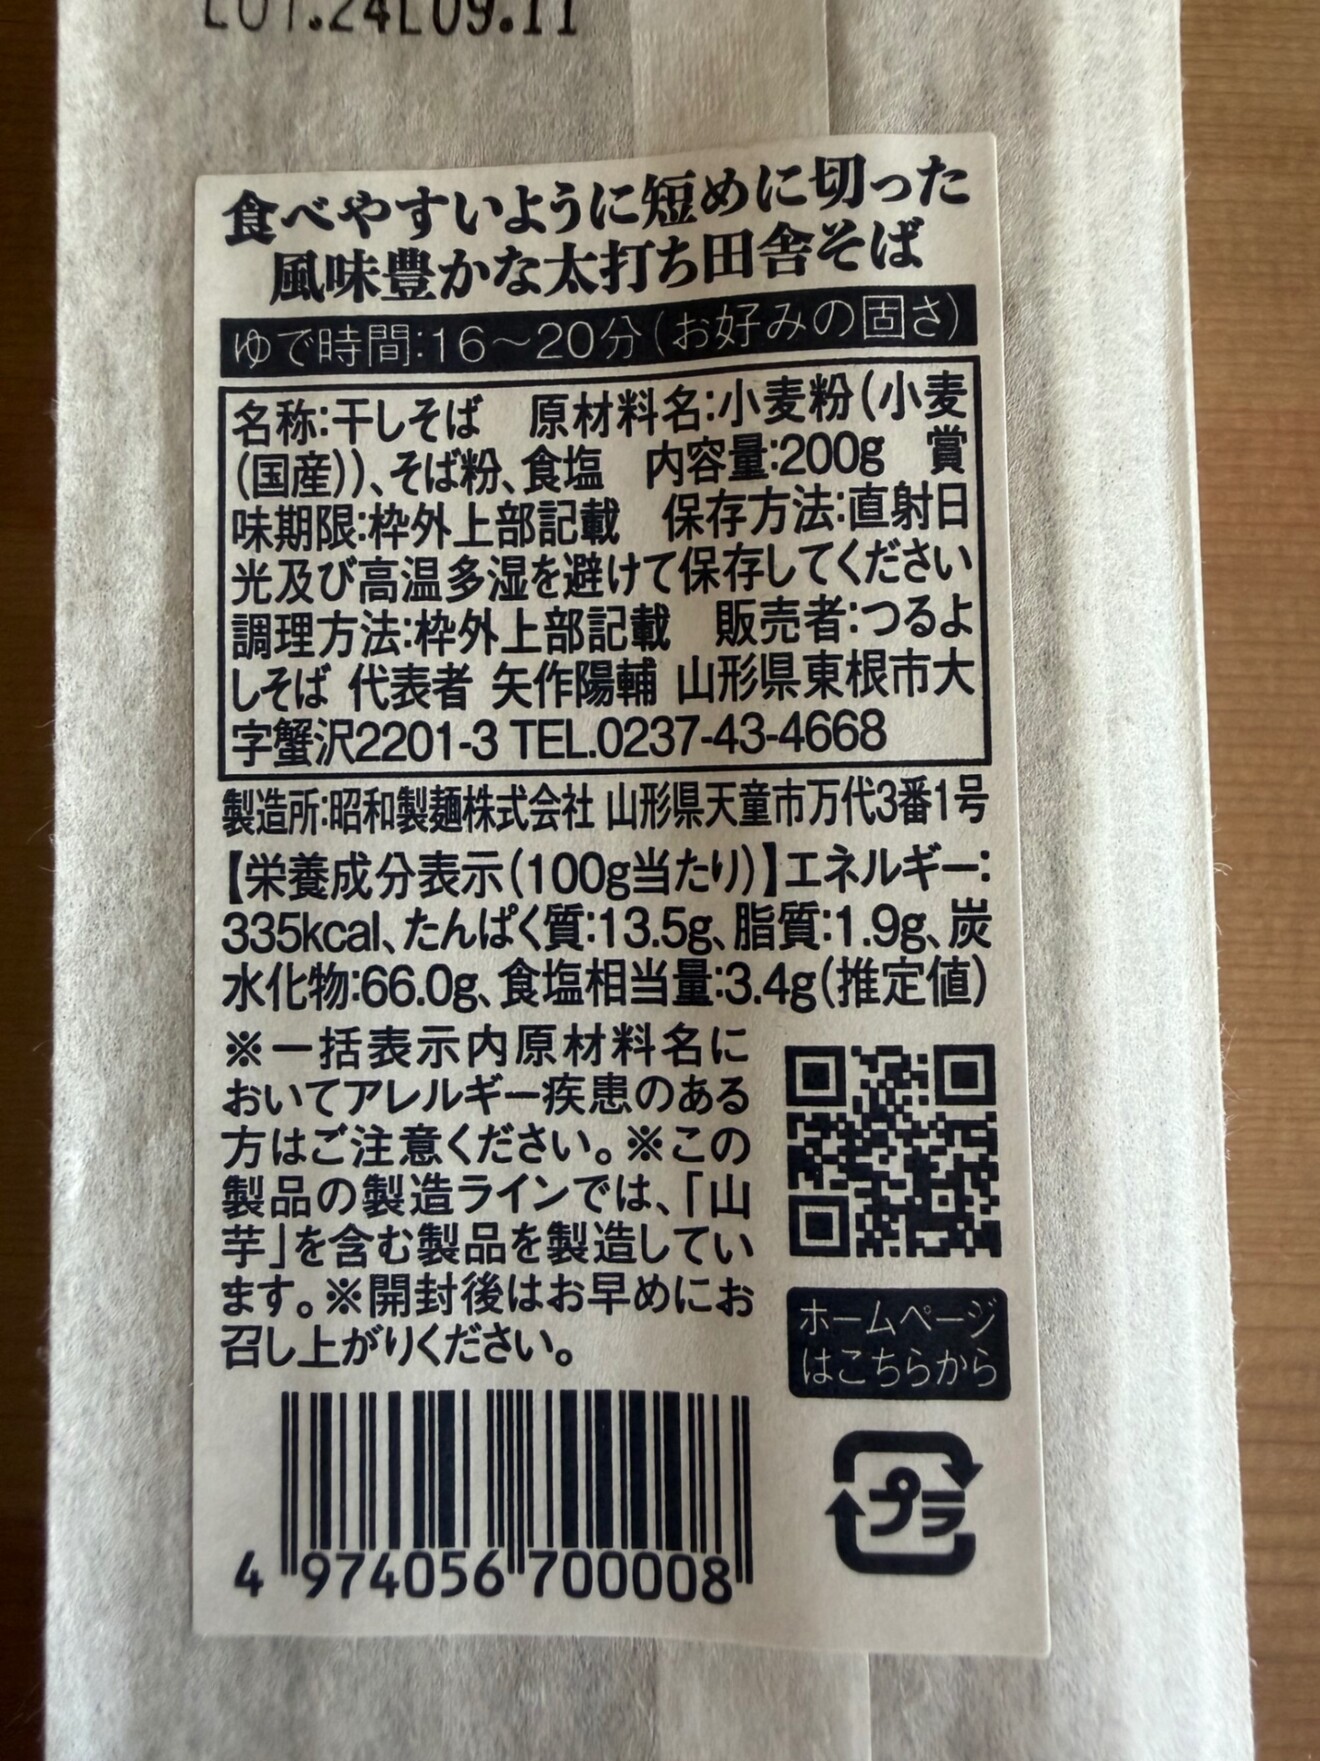 食べやすいように短めに切った
風味豊かな太打ち田舎そば
ゆで時間:16〜20分(お好みの固さ)
名称:干しそば　原材料名:小麦粉(小麦
(国産))、そば粉、食塩　内容量:200g　賞
味期限:枠外上部記載　保存方法:直射日
光及び高温多湿を避けて保存してください
調理方法:枠外上部記載　販売者:つるよ
しそば 代表者 矢作陽輔 山形県東根市大
字蟹沢2201-3 TEL.0237-43-4668
製造所:昭和製麺株式会社 山形県天童市万代3番1号
【栄養成分表示(100g当たり)】エネルギー:
335kcal、たんぱく質:13.5g、脂質:1.9g、炭
水化物:66.0g、食塩相当量:3.4g(推定値)
※一括表示内原材料名に
おいてアレルギー疾患のある
方はご注意ください。※この
製品の製造ラインでは、「山
芋」を含む製品を製造してい
ます。※開封後はお早めにお
召し上がりください。
ホームページ
はこちらから
プラ
4 974056 700008